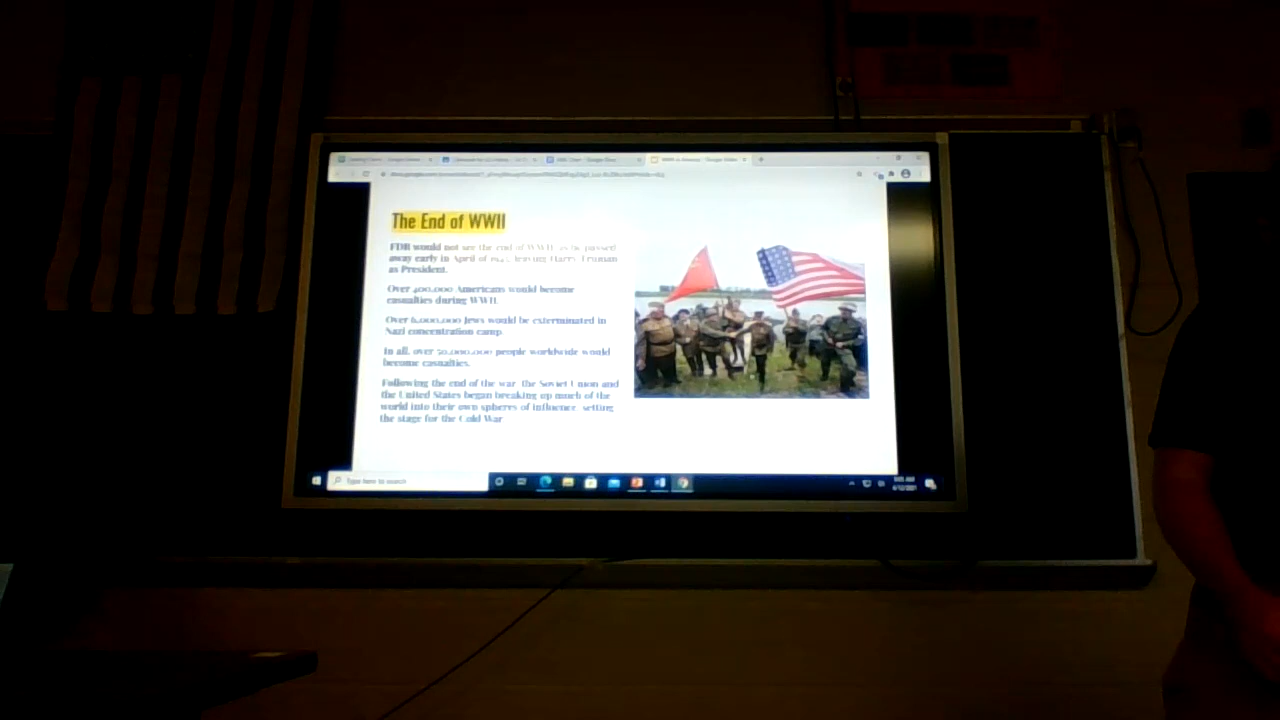 The End of WWII
FDR would not see the end of WWII, as he passed
away early in April of 1945, leaving Harry Truman
as President.
Over 400,000 Americans would become
casualties during WWII.
Over 6,000,000 Jews would be exterminated in
Nazi concentration camp
In all, over 50,000,000 people worldwide would
become casualties.
Following the end of the war, the Soviet Union and
the United States began breaking up much of the
world into their own spheres of influence, setting
the stage for the Cold War
Type here to search